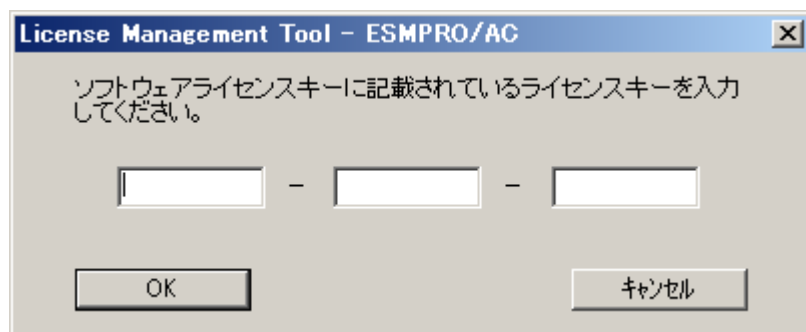 License Management Tool - ESMPRO/AC
ソフトウェアライセンスキーに記載されているライセンスキーを入力
してください。
- -
OK ｷｬﾝｾﾙ